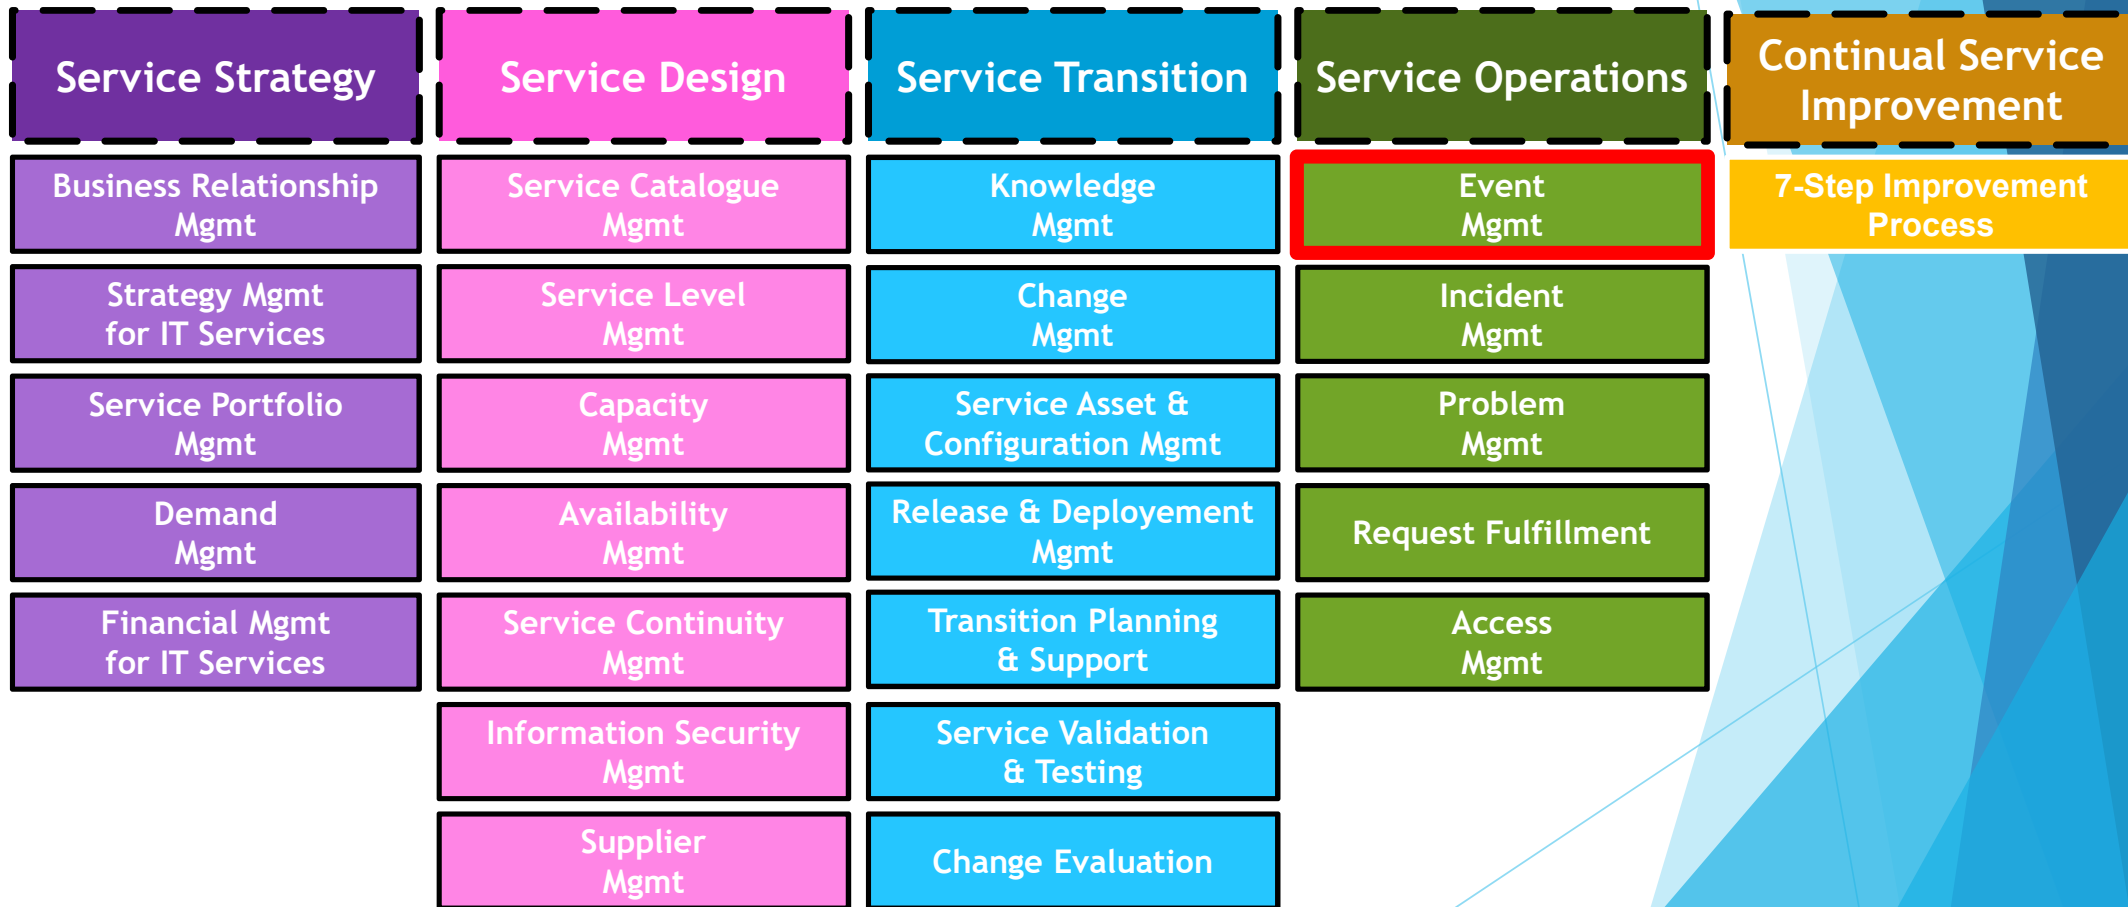 Service Strategy
Business Relationship
Mgmt
Strategy Mgmt
for IT Services
Service Portfolio
Mgmt
Demand
Mgmt
Financial Mgmt
for IT Services
Service Design
Service Catalogue
Mgmt
Service Level
Mgmt
Capacity
Mgmt
Availability
Mgmt
Service Continuity
Mgmt
Information Security
Mgmt
Supplier
Mgmt
Service Transition
Knowledge
Mgmt
Change
Mgmt
Service Asset &
Configuration Mgmt
Release & Deployement
Mgmt
Transition Planning
& Support
Service Validation
& Testing
Change Evaluation
Service Operations
Event
Mgmt
Incident
Mgmt
Problem
Mgmt
Request Fulfillment
Access
Mgmt
Continual Service
Improvement
7-Step Improvement
Process